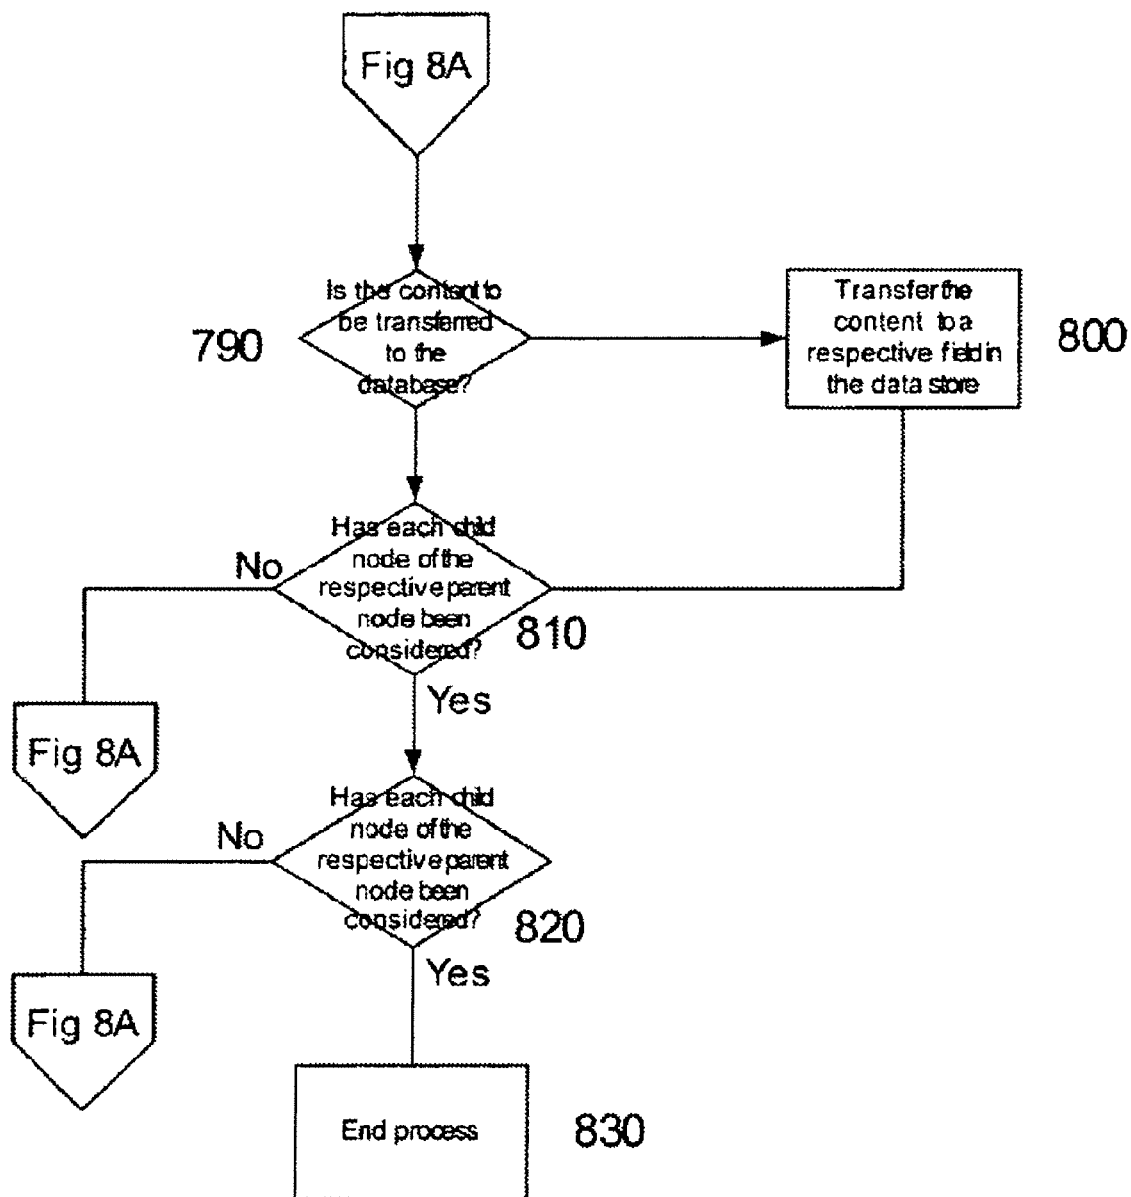 Fig 8A
Is the content to
be transferred
to the
database?
790
Transfer the
content to a
respective field in
the data store
800
Has each child
node of the
respective parent
node been
considered?
No
810
Yes
Fig 8A
Has each child
node of the
respective parent
node been
considered?
No
820
Yes
Fig 8A
End process
830